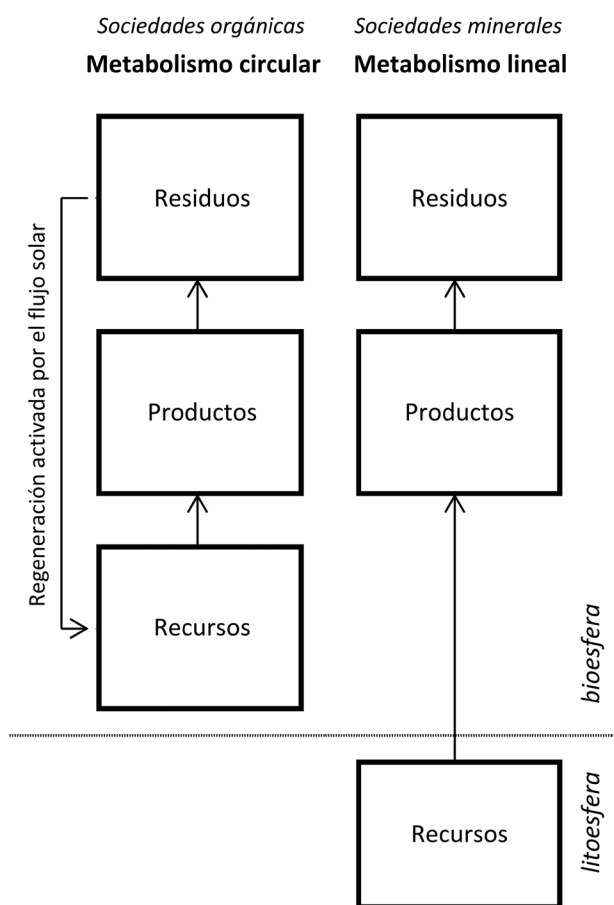 Sociedades orgánicas
Metabolismo circular
Sociedades minerales
Metabolismo lineal
Regeneración activada por el flujo solar
Residuos
Productos
Recursos
Residuos
Productos
bioesfera
Recursos
litoesfera